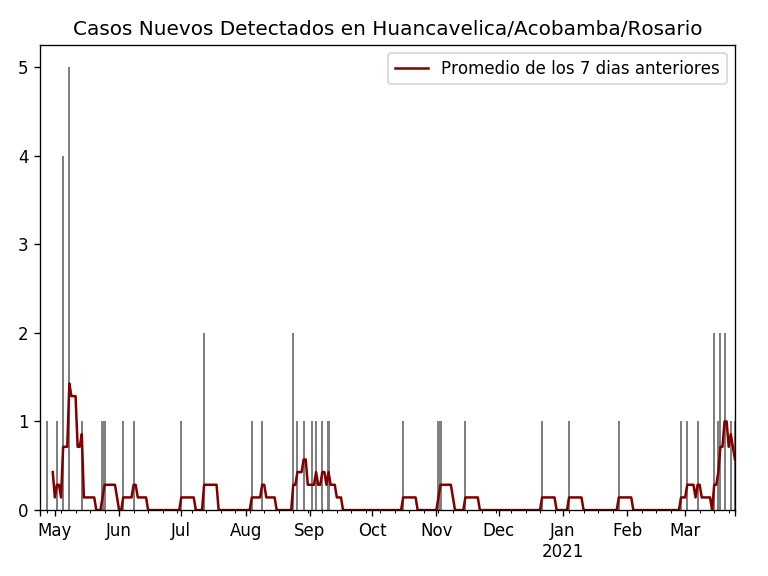 Casos Nuevos Detectados en Huancavelica/Acobamba/Rosario
Promedio de los 7 dias anteriores
5
4
3
2
1
0
May Jun Jul Aug Sep Oct Nov Dec Jan Feb Mar
2021